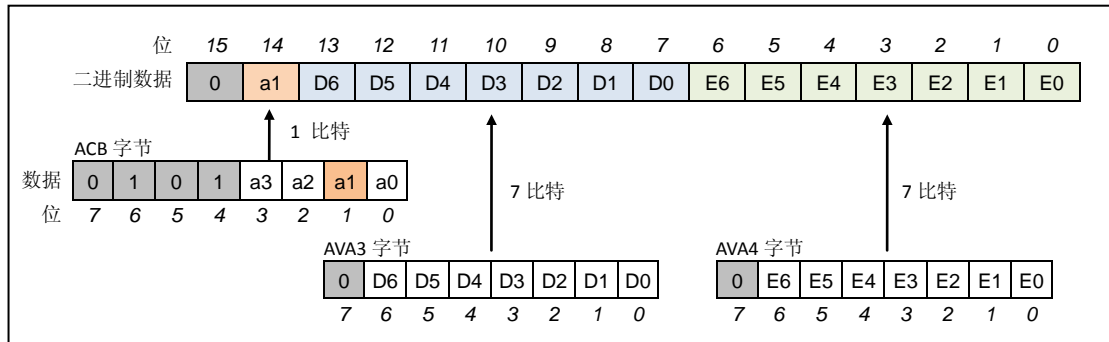 位 15 14 13 12 11 10 9 8 7 6 5 4 3 2 1 0
二进制数据 0 a1 D6 D5 D4 D3 D2 D1 D0 E6 E5 E4 E3 E2 E1 E0
1 比特
ACB 字节
数据 0 1 0 1 a3 a2 a1 a0
位 7 6 5 4 3 2 1 0
7 比特 7 比特
AVA3 字节 AVA4 字节
0 D6 D5 D4 D3 D2 D1 D0 0 E6 E5 E4 E3 E2 E1 E0
7 6 5 4 3 2 1 0 7 6 5 4 3 2 1 0